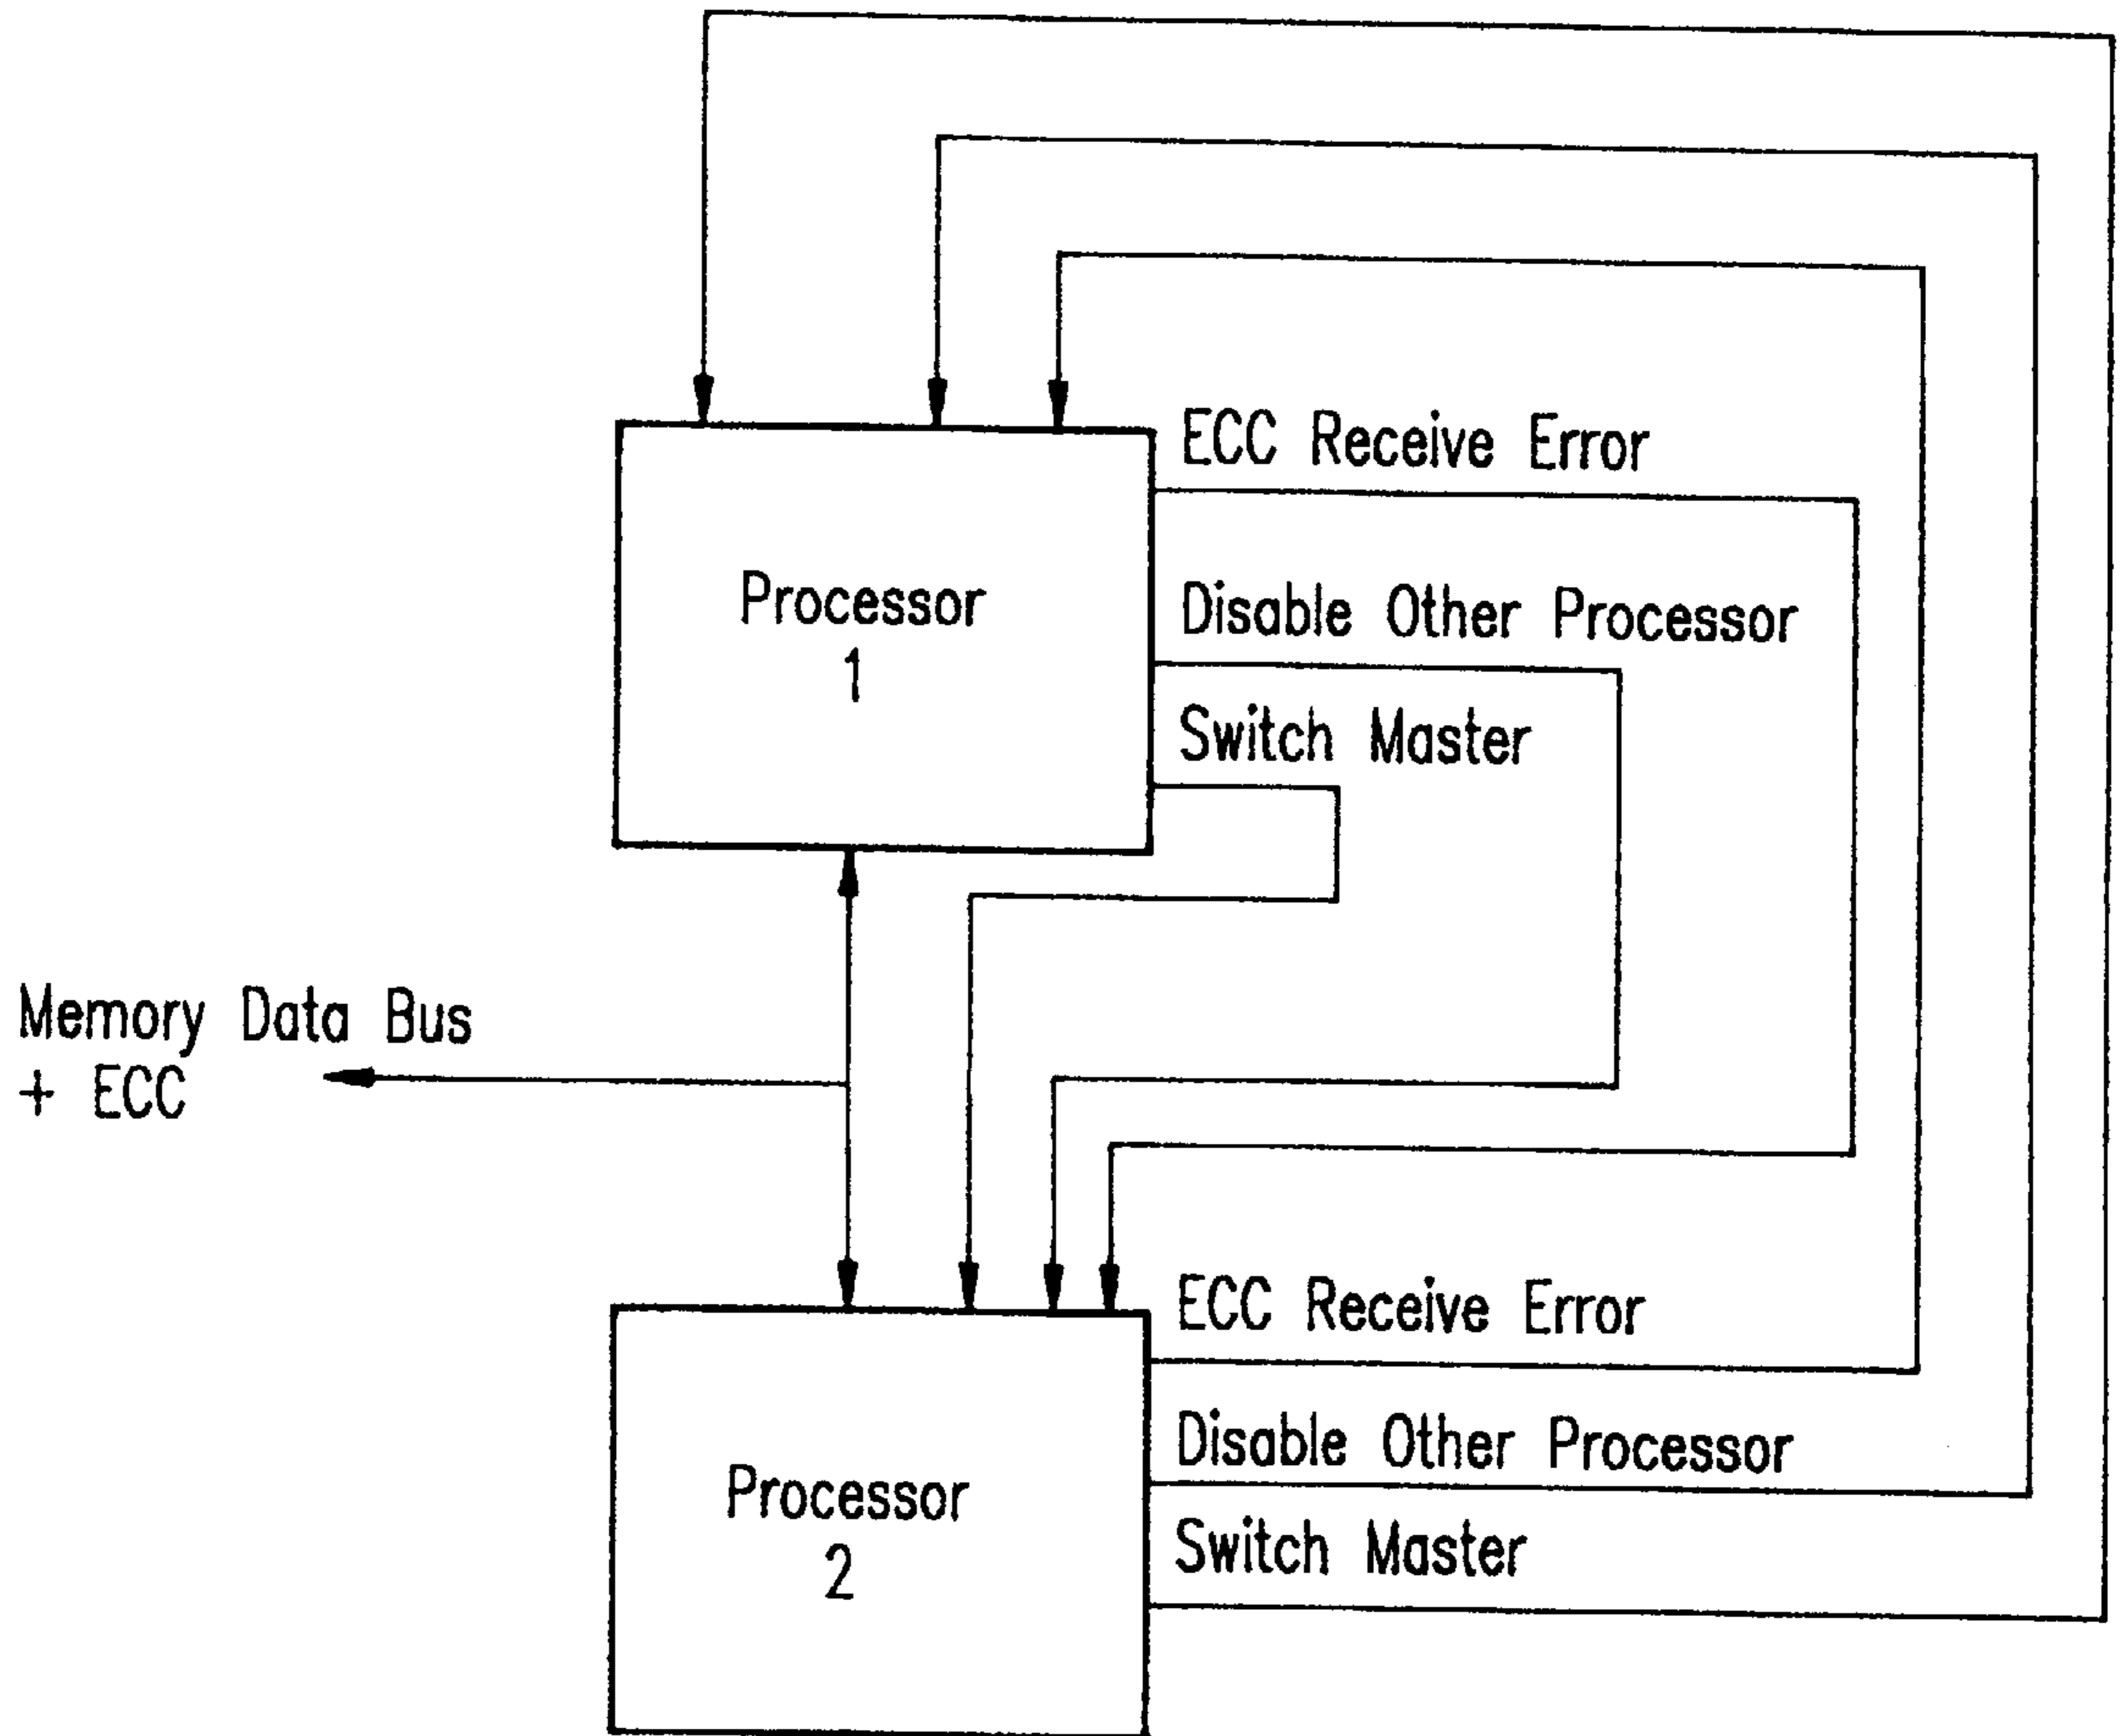 ECC Receive Error
Processor
1
Disable Other Processor
Switch Master
Memory Data Bus
+ ECC
ECC Receive Error
Disable Other Processor
Processor
2
Switch Master